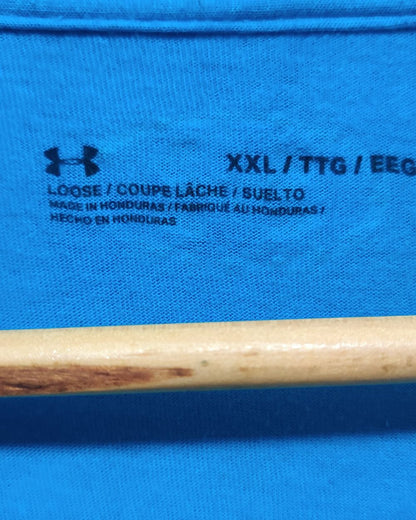 XXL / TTG / EEG
LOOSE / COUPE LÂCHE / SUELTO
MADE IN HONDURAS / FABRIQUÉ AU HONDURAS /
HECHO EN HONDURAS